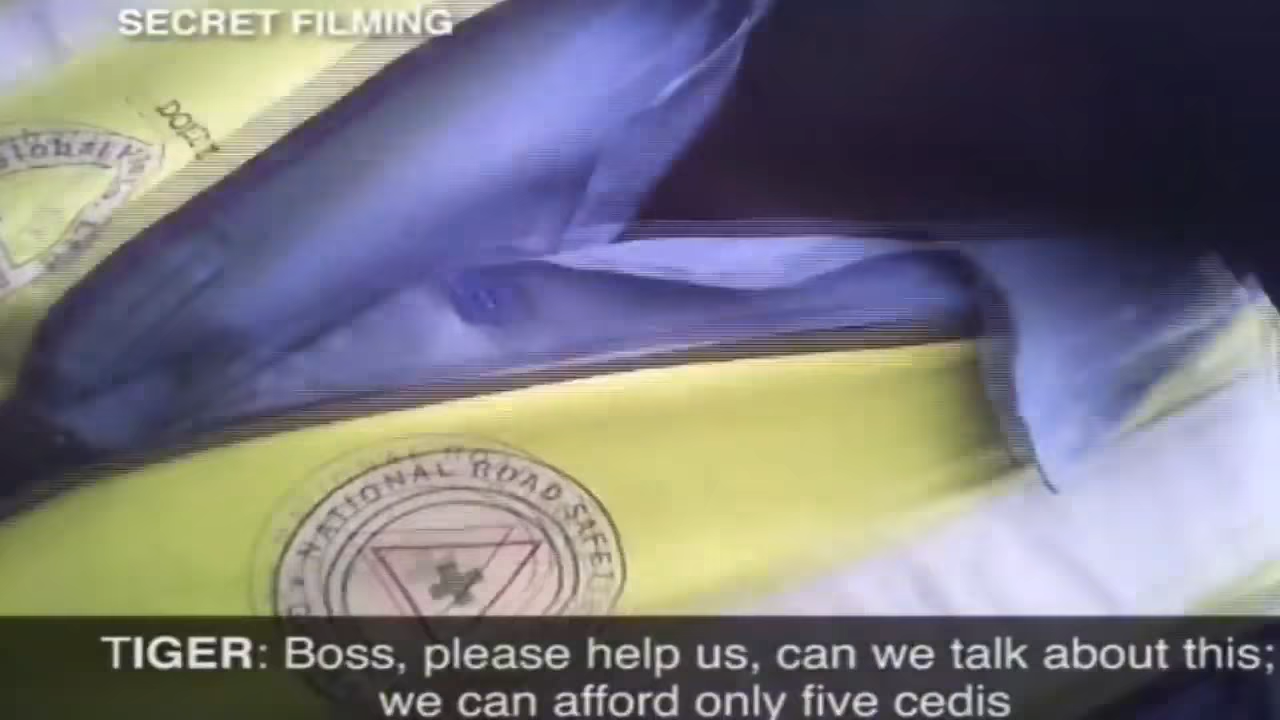 SECRET FILMING
NATIONAL ROAD SAFET
TIGER: Boss, please help us, can we talk about this;
we can afford only five cedis